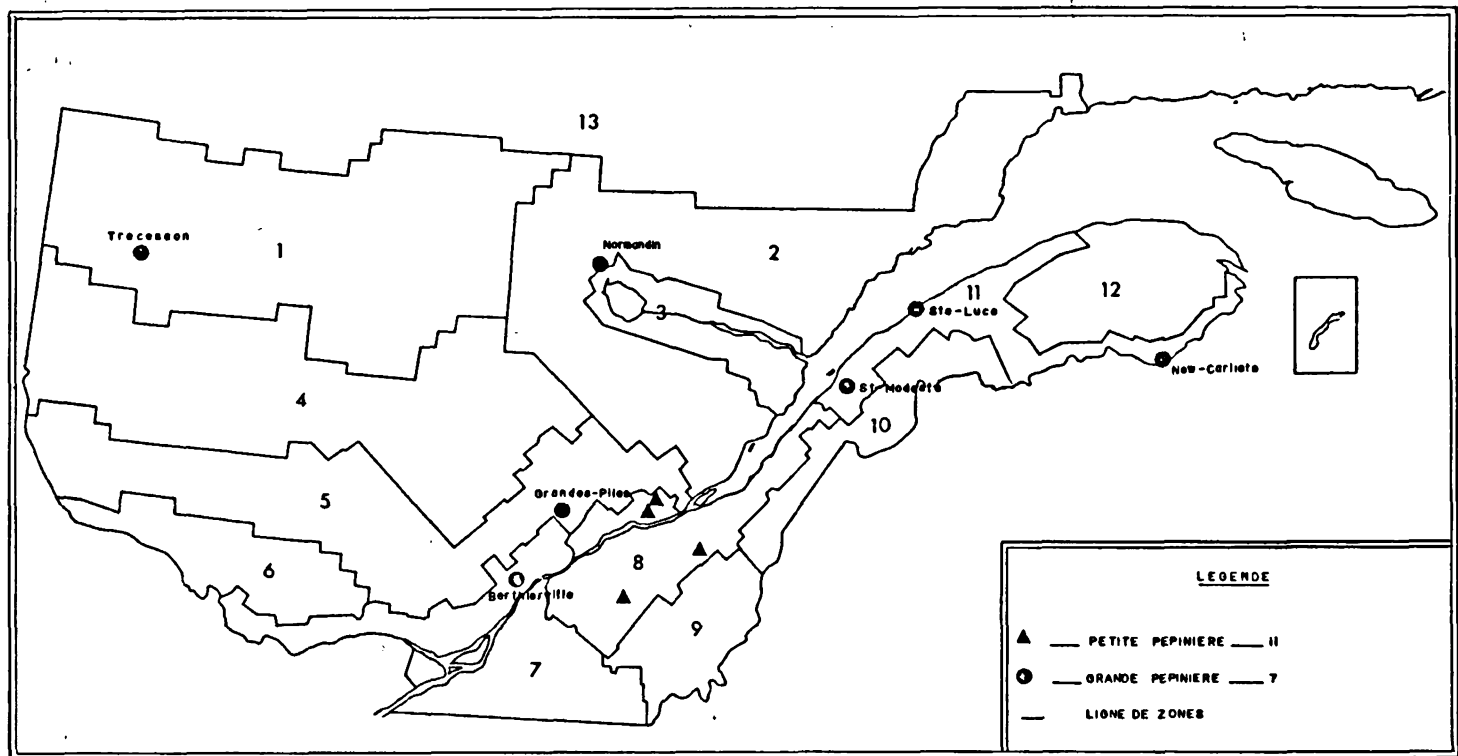 13
Trecesson
1
Normandin
2
3
11
12
Ste-Luce
New-Carlisle
St-Modeste
4
10
5
Grandes-Piles
6
8
Berthierville
9
7
LEGENDE
PETITE PEPINIERE 11
GRANDE PEPINIERE 7
LIGNE DE ZONES